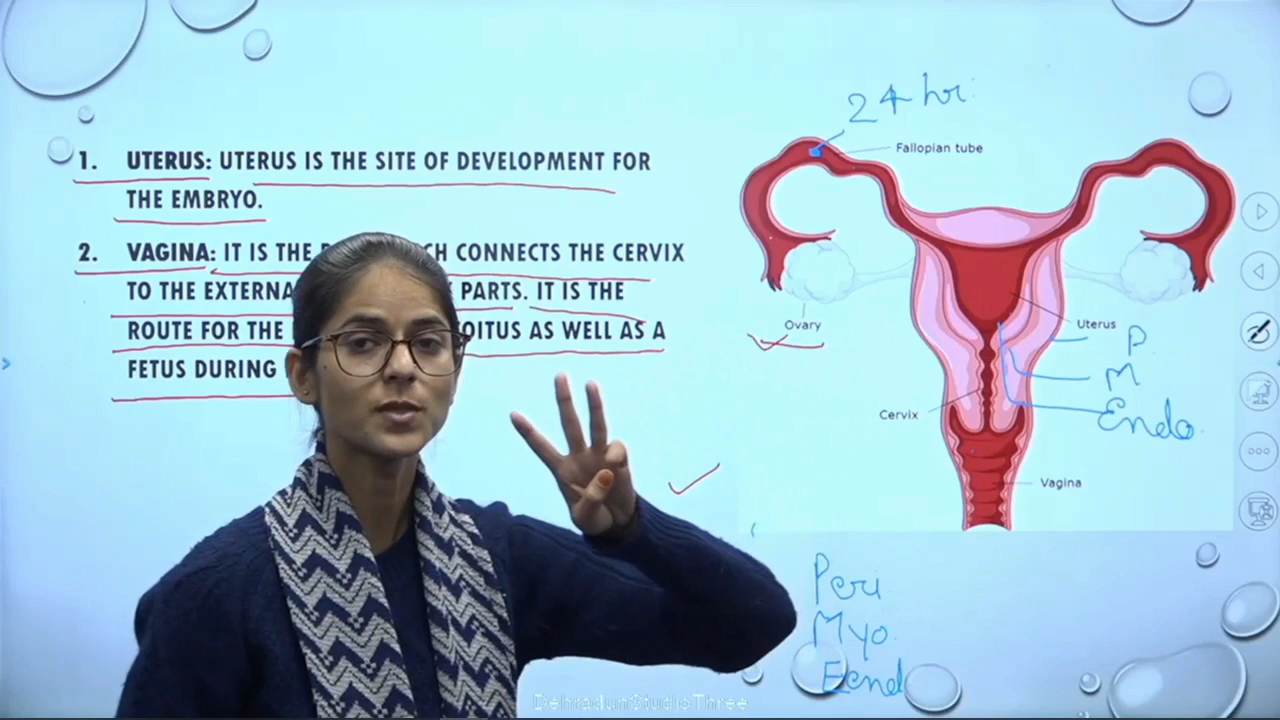 1. UTERUS: UTERUS IS THE SITE OF DEVELOPMENT FOR
THE EMBRYO.
2. VAGINA: IT IS THE CH CONNECTS THE CERVIX
TO THE EXTERNA PARTS. IT IS THE
ROUTE FOR THE OITUS AS WELL AS A
FETUS DURING
24 hr
Fallopian tube
Ovary
Uterus
P
M
Endo
Cervix
Vagina
Peri
Myo
Eend
DehradunStudioThree